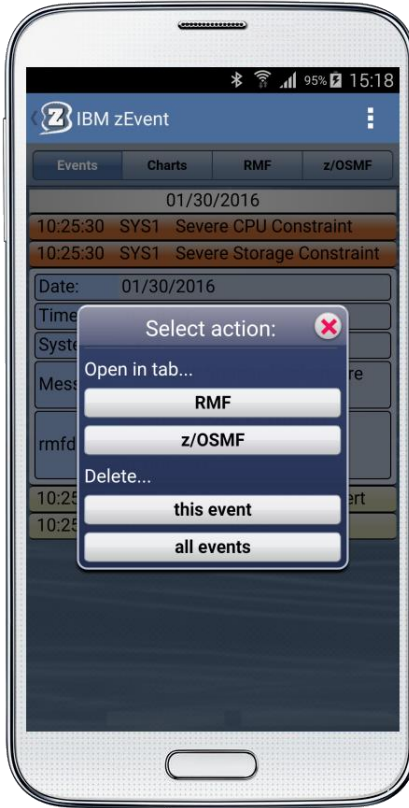 95% 15:18
IBM zEvent
Events Charts RMF z/OSMF
01/30/2016
10:25:30 SYS1 Severe CPU Constraint
10:25:30 SYS1 Severe Storage Constraint
Date: 01/30/2016
Select action:
Open in tab...
RMF
z/OSMF
Delete...
this event
all events